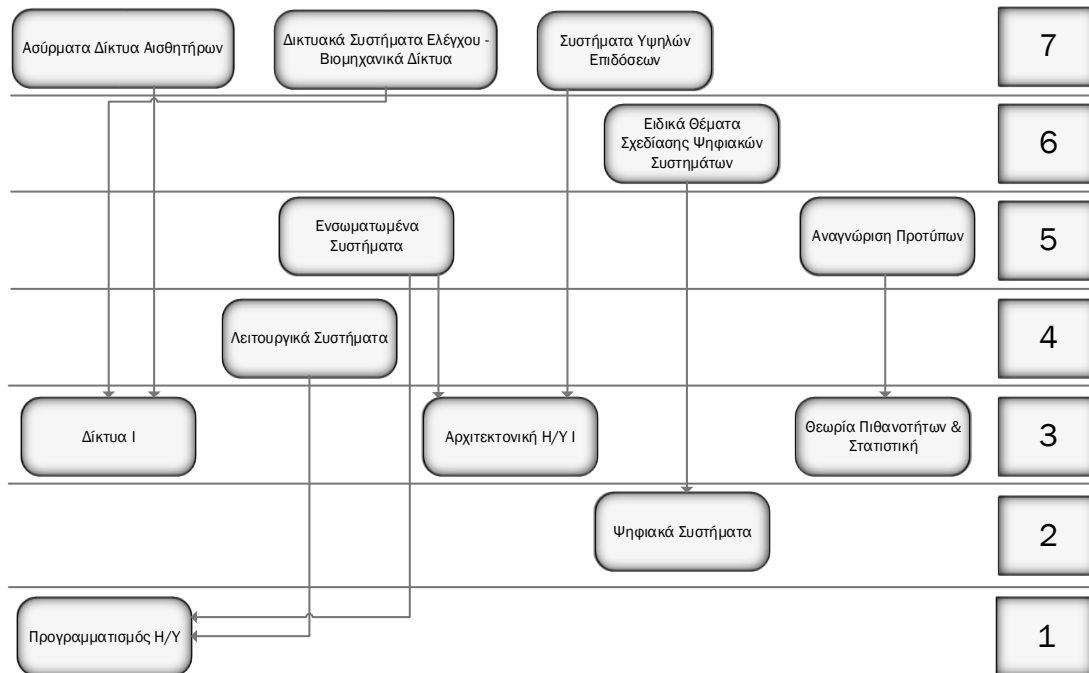 Ασύρματα Δίκτυα Αισθητήρων
Δικτυακά Συστήματα Ελέγχου -
Βιομηχανικά Δίκτυα
Συστήματα Υψηλών
Επιδόσεων
7
Ειδικά Θέματα
Σχεδίασης Ψηφιακών
Συστημάτων
6
Ενσωματωμένα
Συστήματα
Αναγνώριση Προτύπων
5
Λειτουργικά Συστήματα
4
Δίκτυα Ι
Αρχιτεκτονική Η/Υ Ι
Θεωρία Πιθανοτήτων &
Στατιστική
3
Ψηφιακά Συστήματα
2
Προγραμματισμός Η/Υ
1